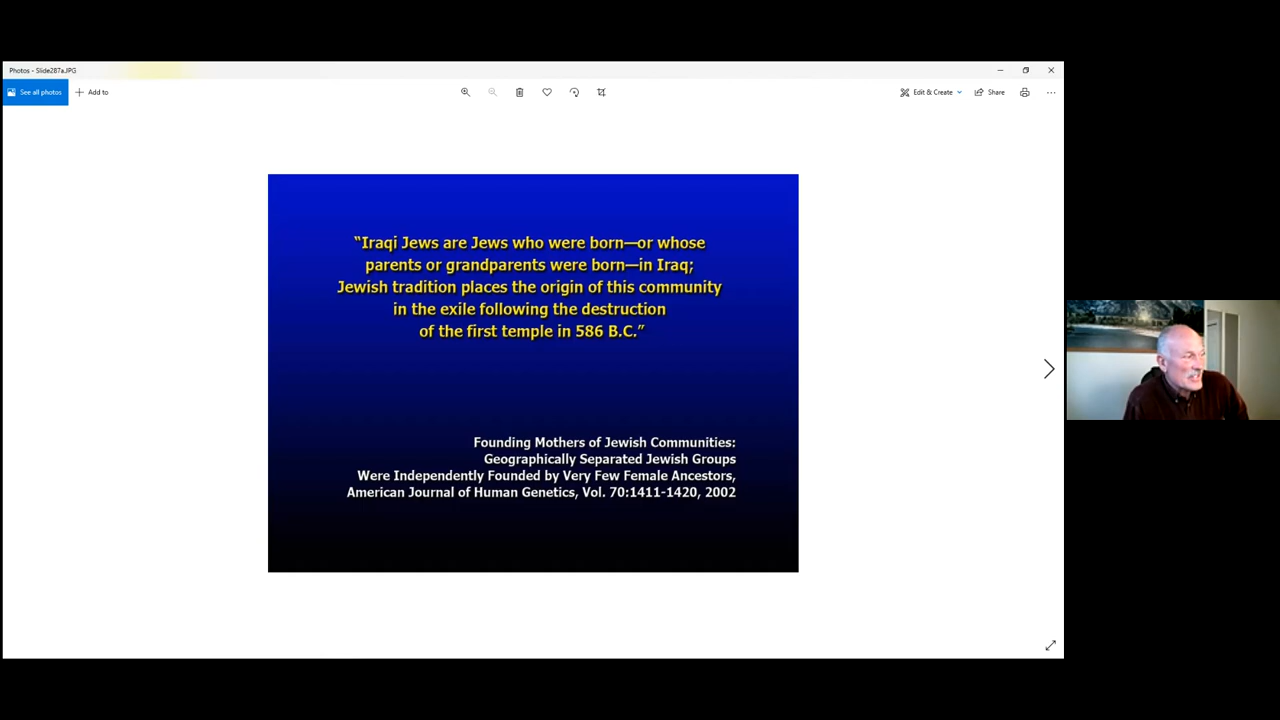 Photos - Slide287a.JPG
See all photos
Add to
Edit & Create
Share
“Iraqi Jews are Jews who were born—or whose
parents or grandparents were born—in Iraq;
Jewish tradition places the origin of this community
in the exile following the destruction
of the first temple in 586 B.C.”
Founding Mothers of Jewish Communities:
Geographically Separated Jewish Groups
Were Independently Founded by Very Few Female Ancestors,
American Journal of Human Genetics, Vol. 70:1411-1420, 2002